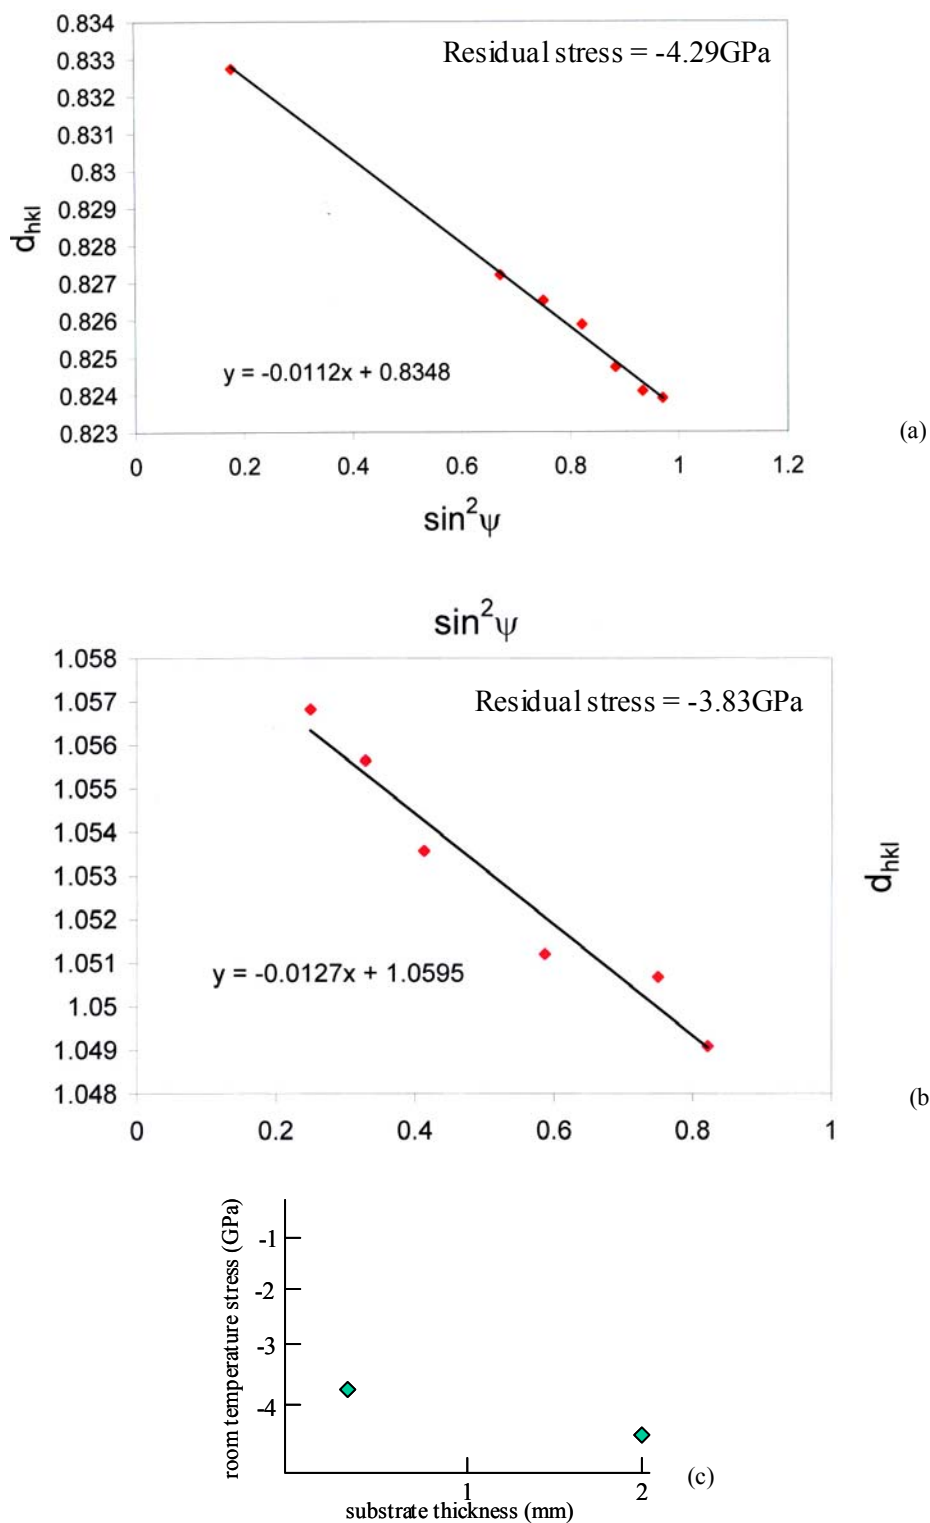 0.834
Residual stress = -4.29GPa
0.833
0.832
0.831
0.83
0.829
0.828
0.827
0.826
0.825
0.824
0.823
d_hkl
y = -0.0112x + 0.8348
(a)
0 0.2 0.4 0.6 0.8 1 1.2
sin²ψ
sin²ψ
1.058
Residual stress = -3.83GPa
1.057
1.056
1.055
1.054
1.053
1.052
1.051
1.05
1.049
1.048
d_hkl
y = -0.0127x + 1.0595
(b
0 0.2 0.4 0.6 0.8 1
room temperature stress (GPa)
-1
-2
-3
-4
1 2
substrate thickness (mm)
(c)